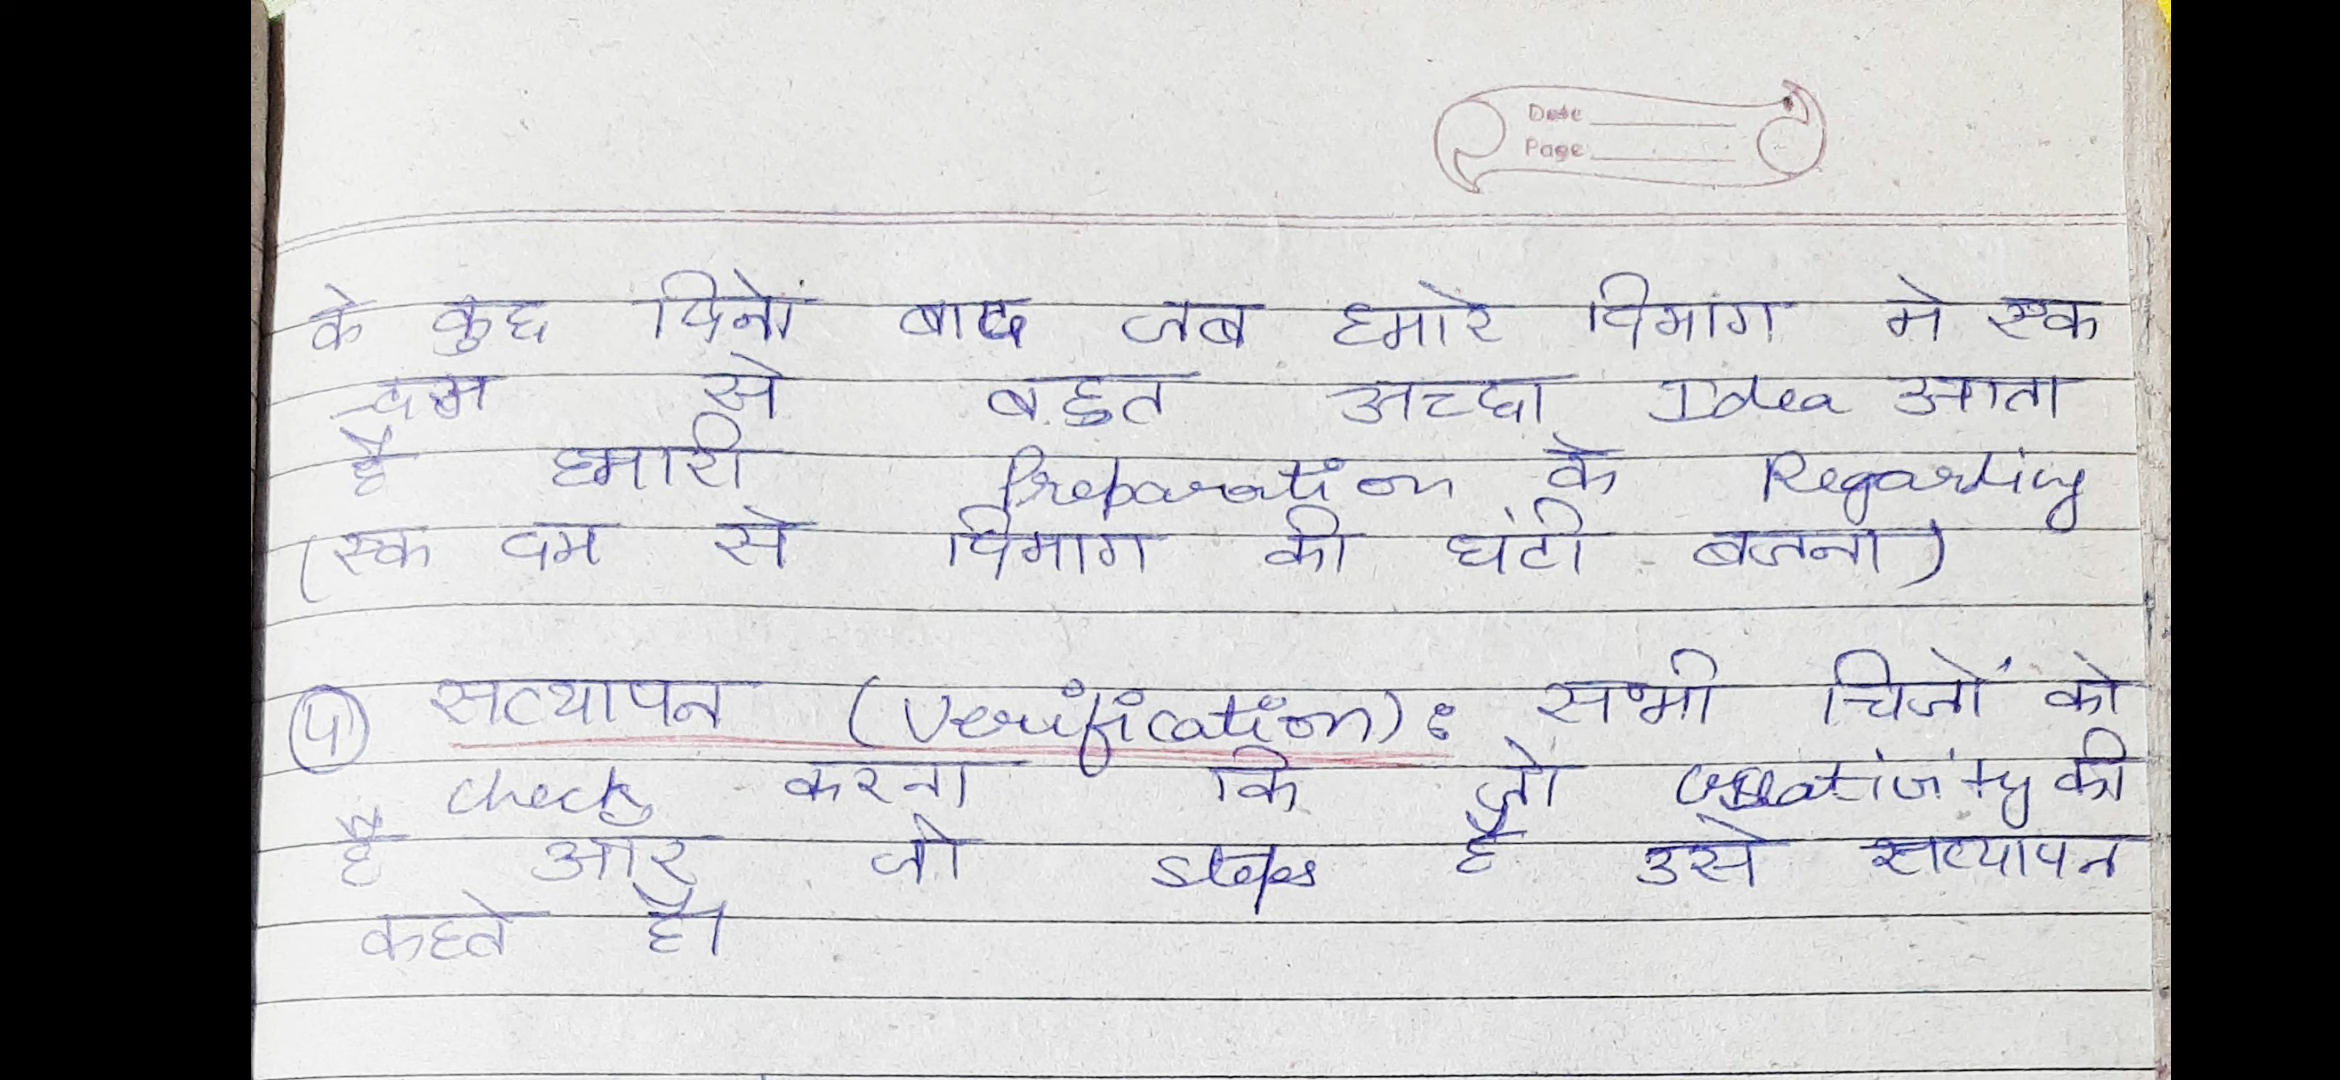 Date
Page
के कुछ दिनों बाद जब हमारे दिमांग मे एक
दम से बहुत अच्छा Idea आता
है हमारी Preparation के Regarding
(एक दम से दिमाग की घंटी बजना)
४ सत्यापन (Verification) : सभी चिजों को
check करना कि जो creativity की
है और जो steps है उसे सत्यापन
कहते है।